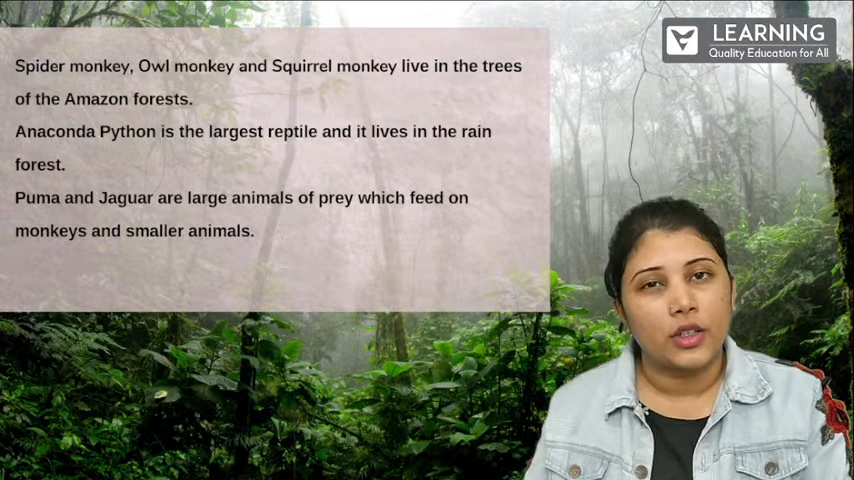 LEARNING
Quality Education for All
Spider monkey, Owl monkey and Squirrel monkey live in the trees
of the Amazon forests.
Anaconda Python is the largest reptile and it lives in the rain
forest.
Puma and Jaguar are large animals of prey which feed on
monkeys and smaller animals.